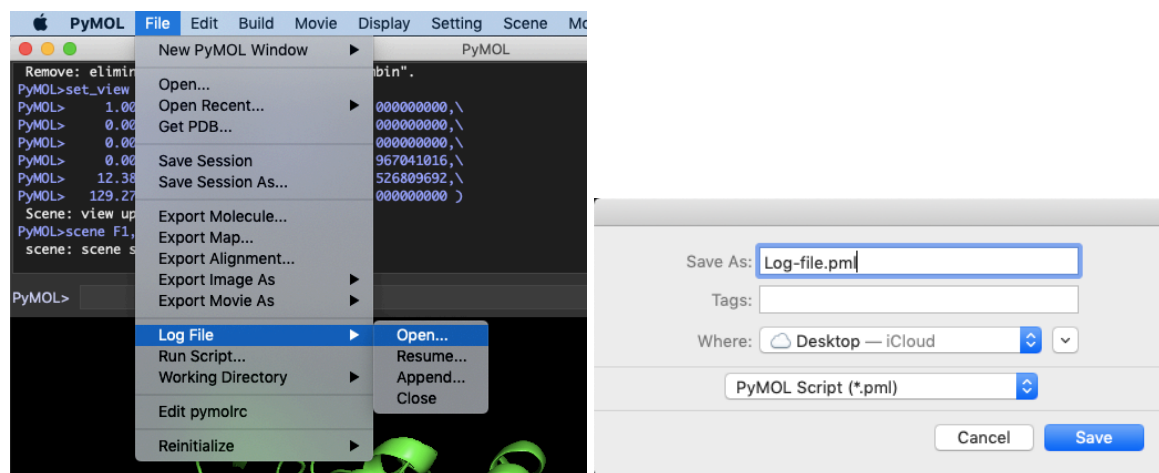 PyMOL File Edit Build Movie Display Setting Scene Mo
PyMOL
Remove: elimin
bin".
PyMOL>set_view
PyMOL> 1.00
000000000,\
PyMOL> 0.00
000000000,\
PyMOL> 0.00
000000000,\
PyMOL> 0.00
967041016,\
PyMOL> 12.38
526809692,\
PyMOL> 129.27
000000000 )
Scene: view up
PyMOL>scene F1,
scene: scene s
PyMOL>
New PyMOL Window
Open...
Open Recent...
Get PDB...
Save Session
Save Session As...
Export Molecule...
Export Map...
Export Alignment...
Export Image As
Export Movie As
Log File
Run Script...
Working Directory
Edit pymolrc
Reinitialize
Open...
Resume...
Append...
Close
Save As: Log-file.pml
Tags:
Where: Desktop — iCloud
PyMOL Script (*.pml)
Cancel Save